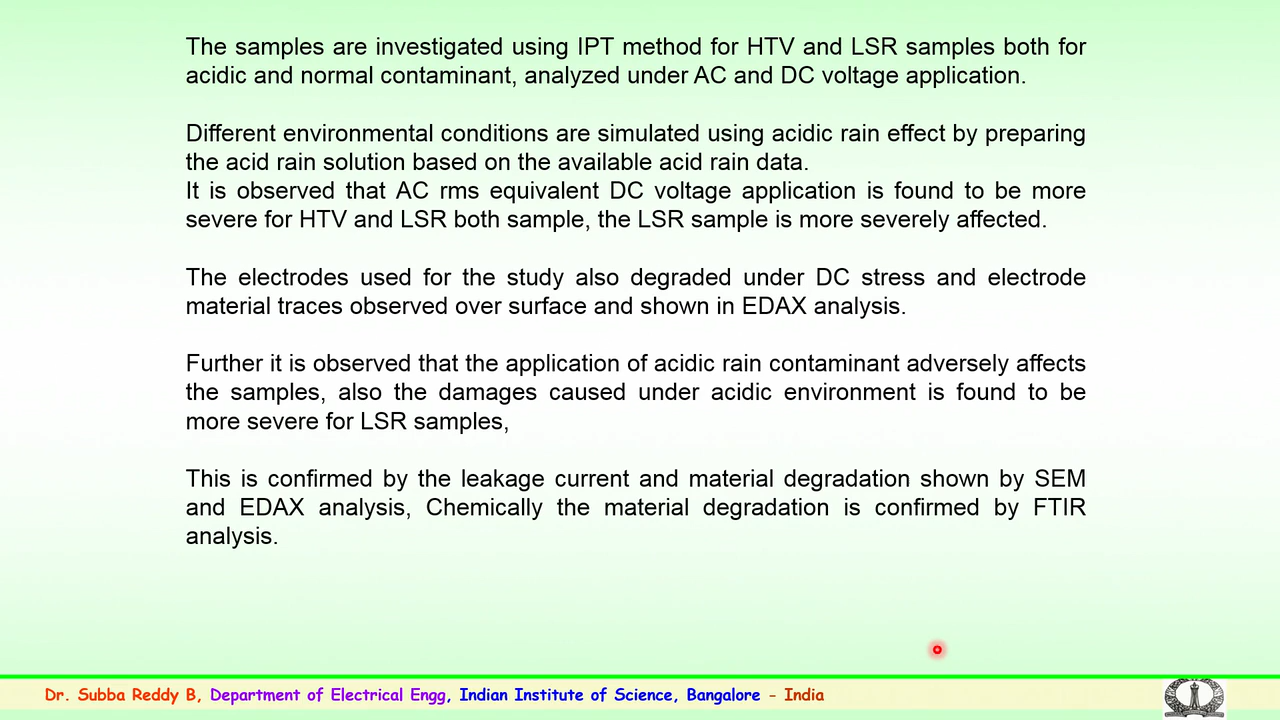 The samples are investigated using IPT method for HTV and LSR samples both for
acidic and normal contaminant, analyzed under AC and DC voltage application.
Different environmental conditions are simulated using acidic rain effect by preparing
the acid rain solution based on the available acid rain data.
It is observed that AC rms equivalent DC voltage application is found to be more
severe for HTV and LSR both sample, the LSR sample is more severely affected.
The electrodes used for the study also degraded under DC stress and electrode
material traces observed over surface and shown in EDAX analysis.
Further it is observed that the application of acidic rain contaminant adversely affects
the samples, also the damages caused under acidic environment is found to be
more severe for LSR samples,
This is confirmed by the leakage current and material degradation shown by SEM
and EDAX analysis, Chemically the material degradation is confirmed by FTIR
analysis.
Dr. Subba Reddy B, Department of Electrical Engg, Indian Institute of Science, Bangalore - India